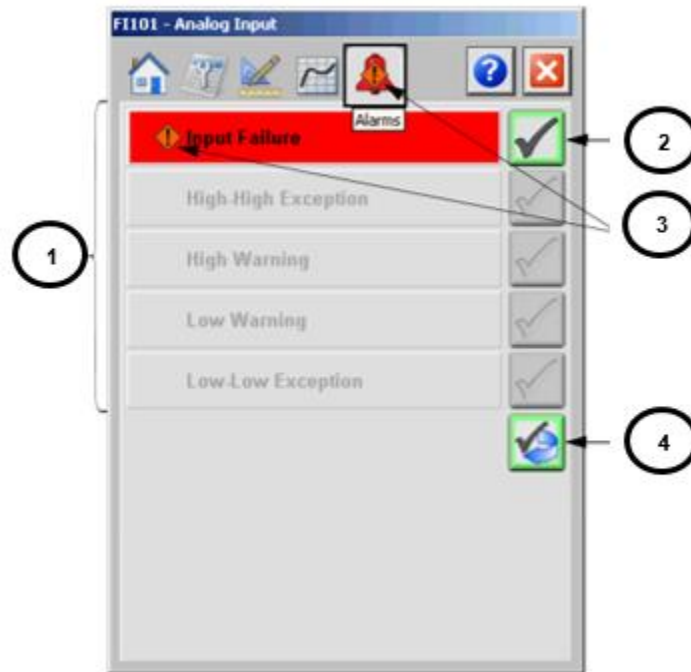 FI101 - Analog Input
?
Alarms
Input Failure
High-High Exception
High Warning
Low Warning
Low-Low Exception
1
2
3
4